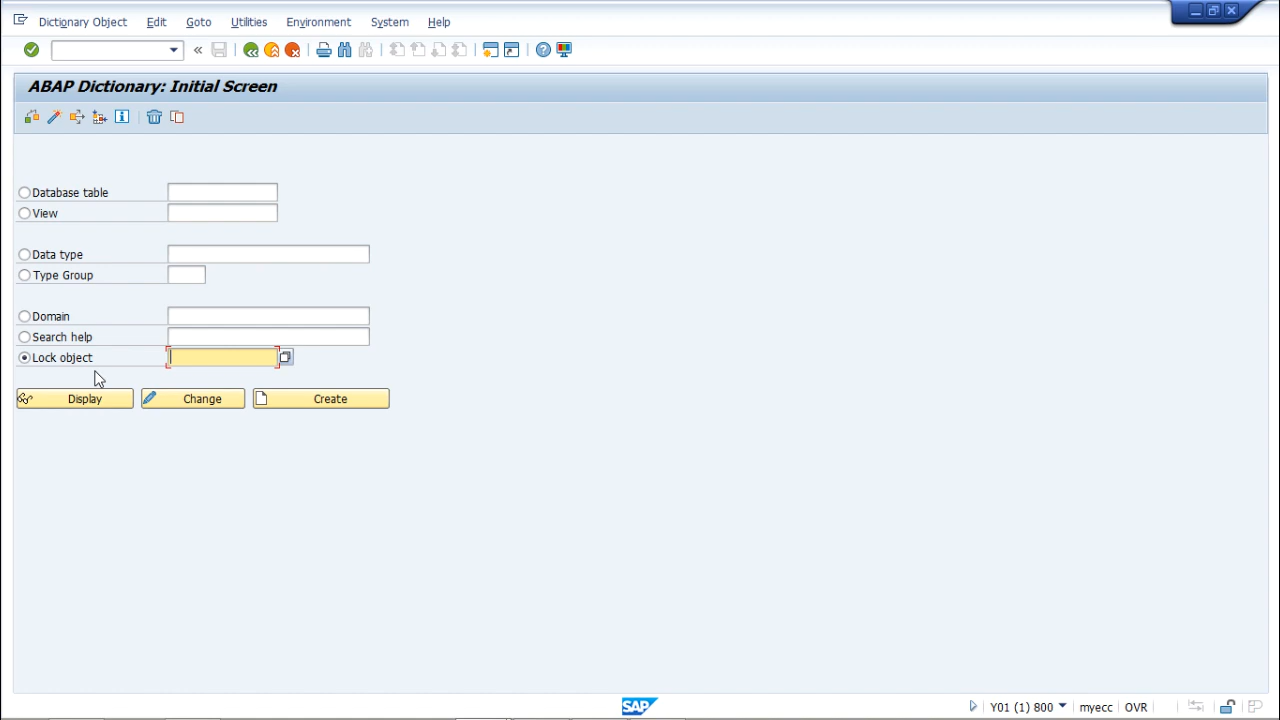 Dictionary Object Edit Goto Utilities Environment System Help
ABAP Dictionary: Initial Screen
Database table
View
Data type
Type Group
Domain
Search help
Lock object
Display Change Create
SAP Y01 (1) 800 myecc OVR